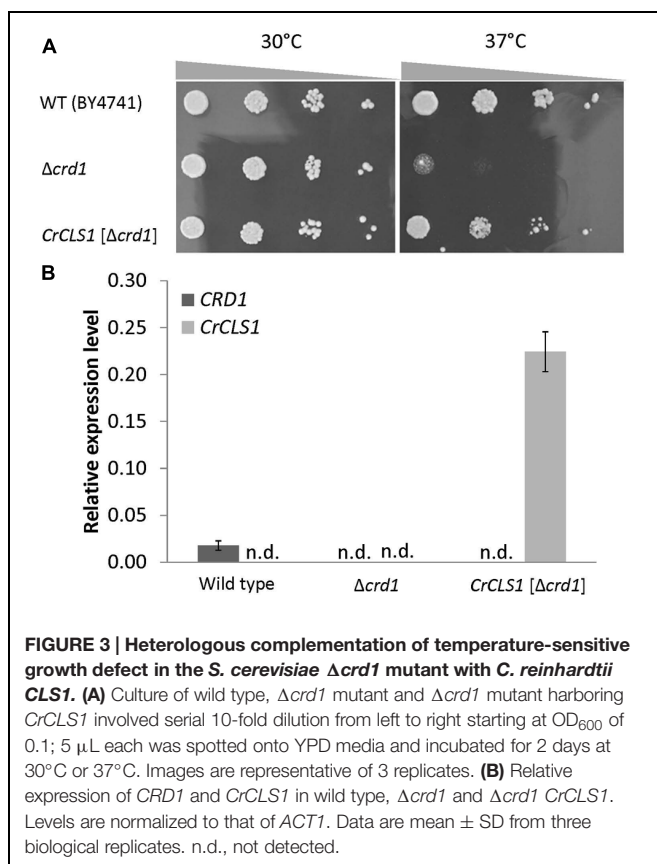 A
30°C
37°C
WT (BY4741)
Δcrd1
CrCLS1 [Δcrd1]
B
0.30
0.25
0.20
0.15
0.10
0.05
0.00
Relative expression level
CRD1
CrCLS1
n.d.
n.d.
n.d.
n.d.
Wild type
Δcrd1
CrCLS1 [Δcrd1]
FIGURE 3 | Heterologous complementation of temperature-sensitive
growth defect in the S. cerevisiae Δcrd1 mutant with C. reinhardtii
CLS1. (A) Culture of wild type, Δcrd1 mutant and Δcrd1 mutant harboring
CrCLS1 involved serial 10-fold dilution from left to right starting at OD600 of
0.1; 5 μL each was spotted onto YPD media and incubated for 2 days at
30°C or 37°C. Images are representative of 3 replicates. (B) Relative
expression of CRD1 and CrCLS1 in wild type, Δcrd1 and Δcrd1 CrCLS1.
Levels are normalized to that of ACT1. Data are mean ± SD from three
biological replicates. n.d., not detected.